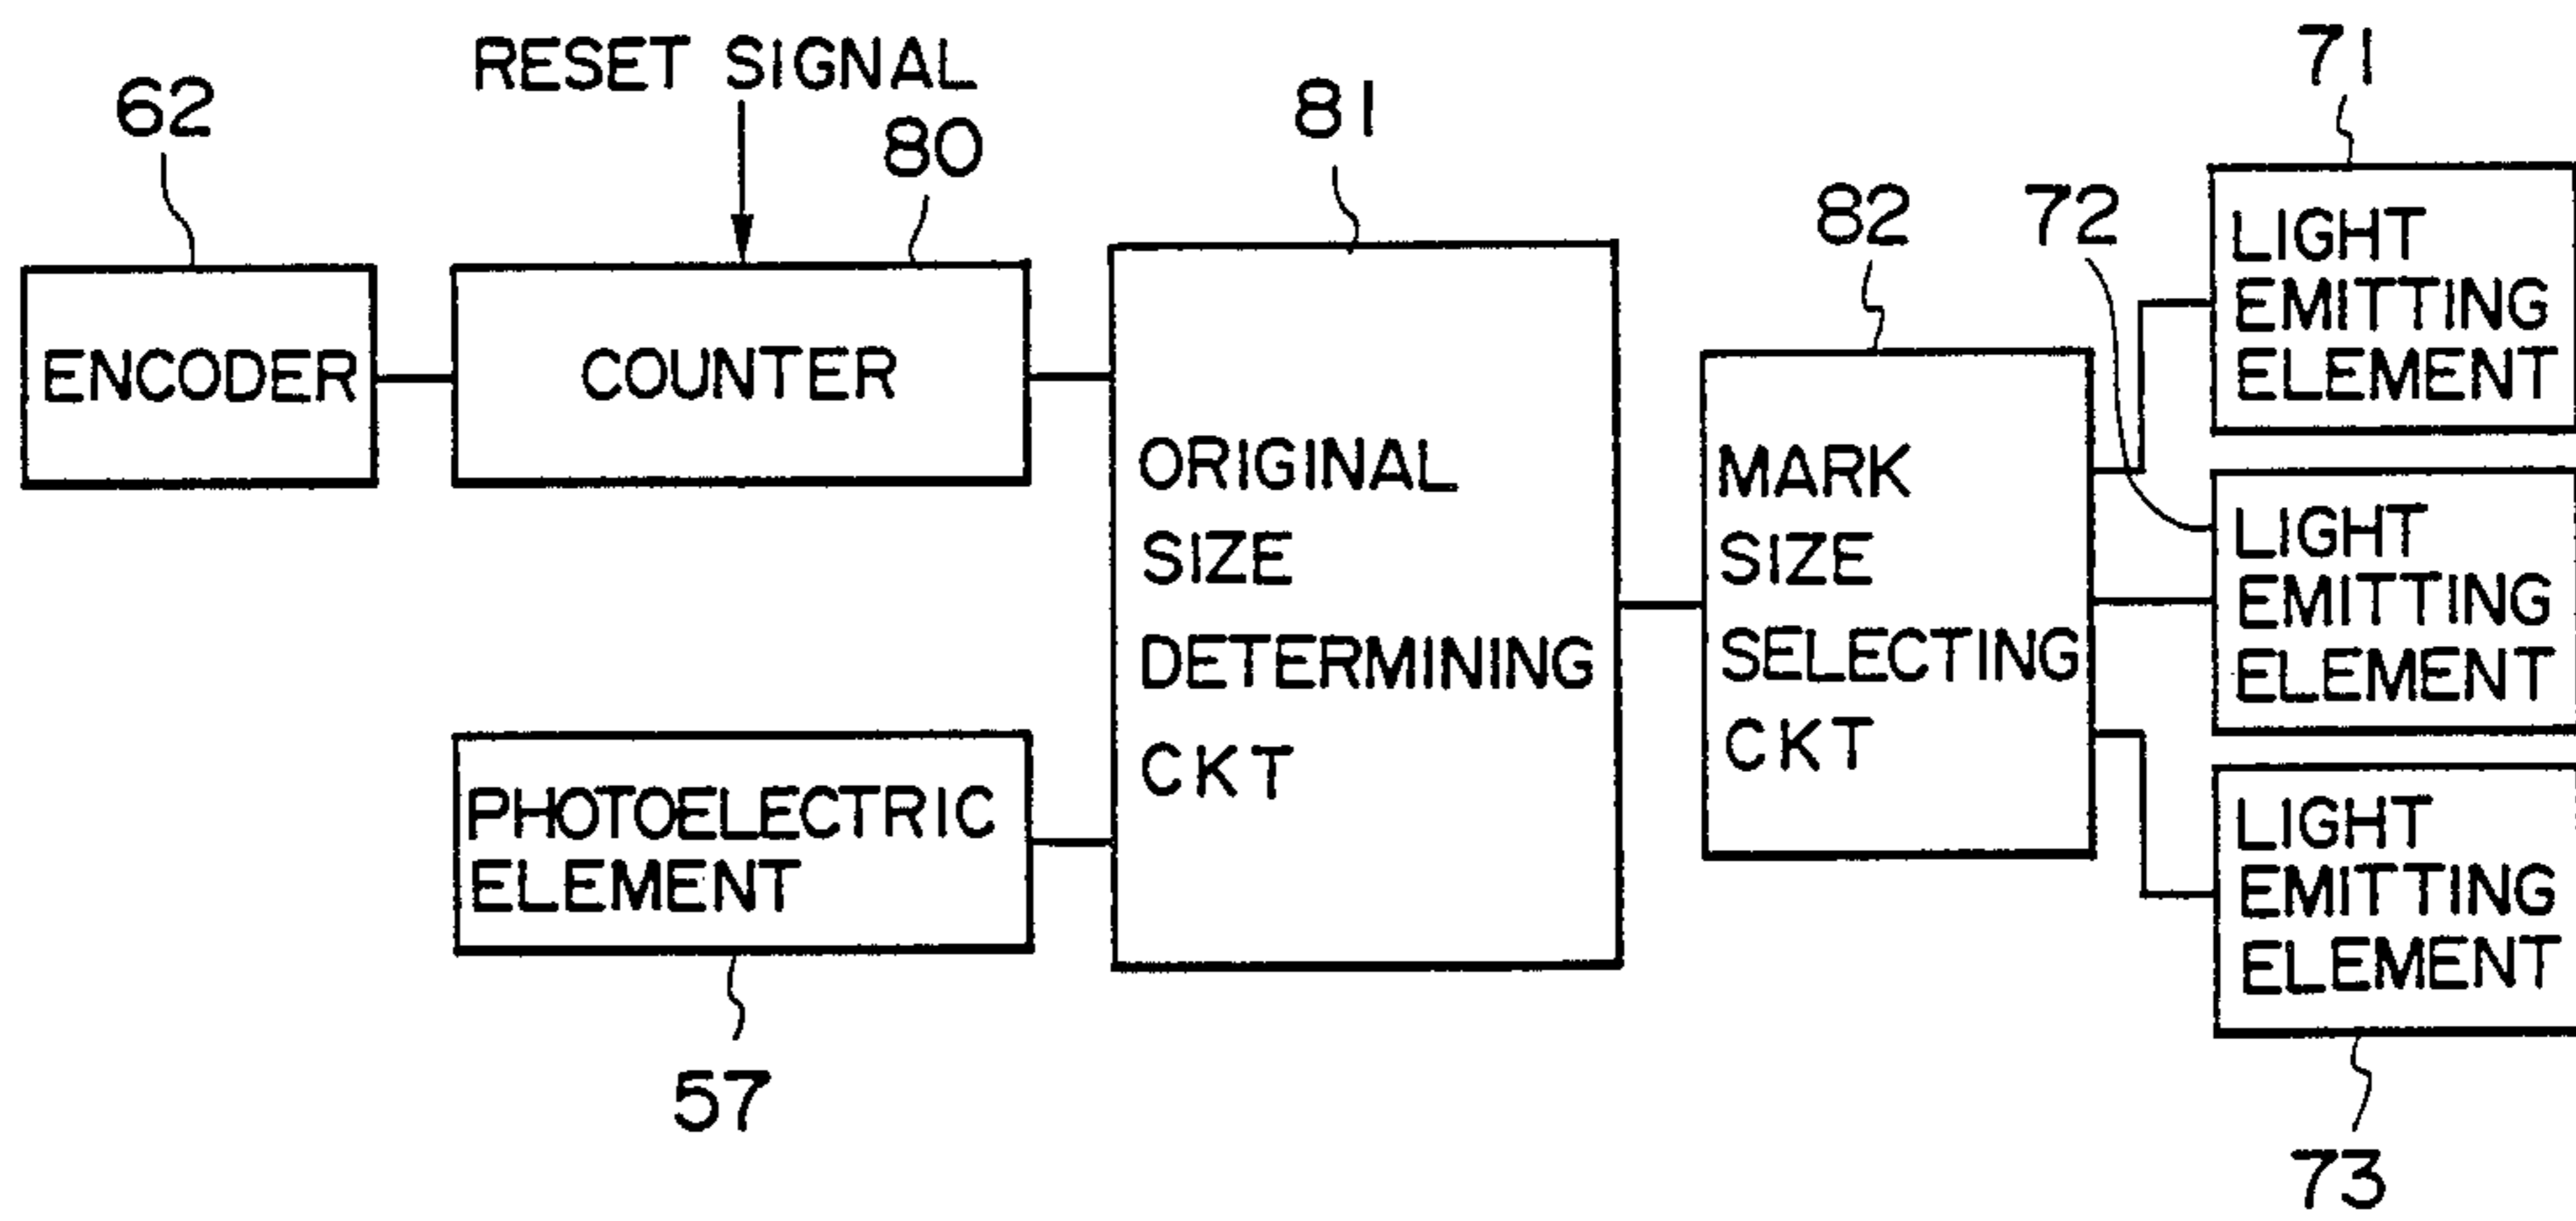 RESET SIGNAL
62
80
81
82
72
71
ENCODER
COUNTER
ORIGINAL
SIZE
DETERMINING
CKT
MARK
SIZE
SELECTING
CKT
LIGHT
EMITTING
ELEMENT
LIGHT
EMITTING
ELEMENT
LIGHT
EMITTING
ELEMENT
PHOTOELECTRIC
ELEMENT
57
73